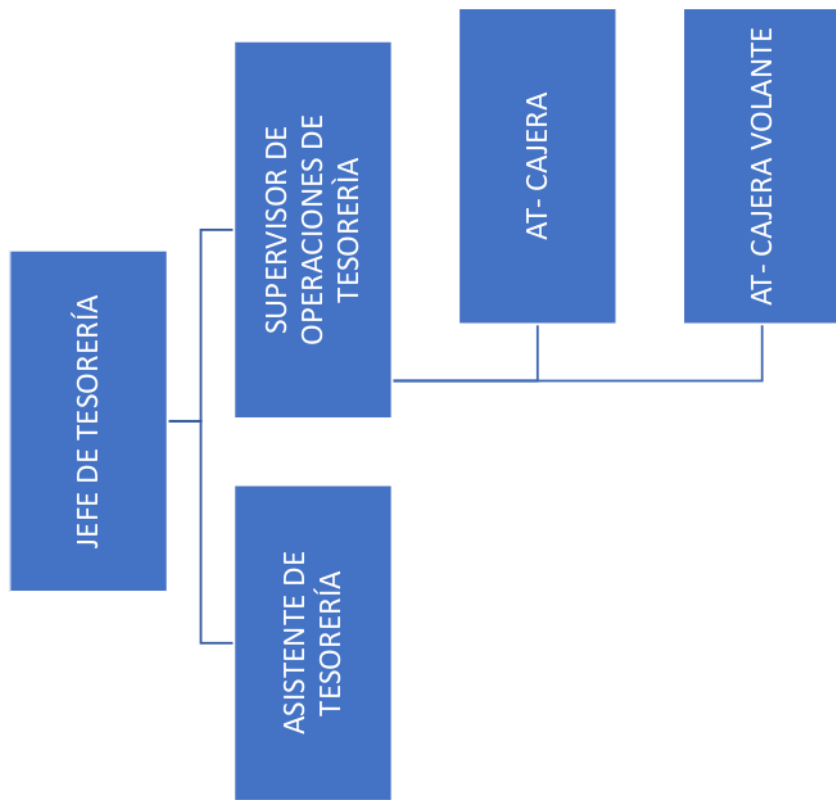 JEFE DE TESORERÍA
ASISTENTE DE
TESORERÍA
SUPERVISOR DE
OPERACIONES DE
TESORERÌA
AT- CAJERA
AT- CAJERA VOLANTE